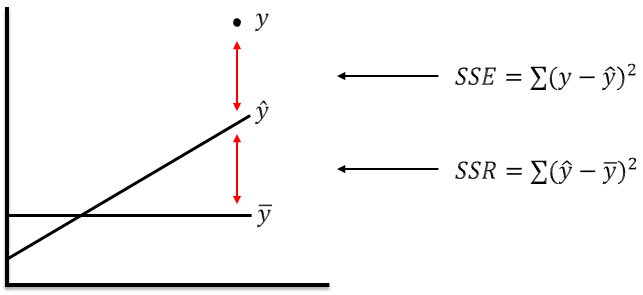 y
SSE = ∑(y − ŷ)²
ŷ
SSR = ∑(ŷ − y̅)²
y̅